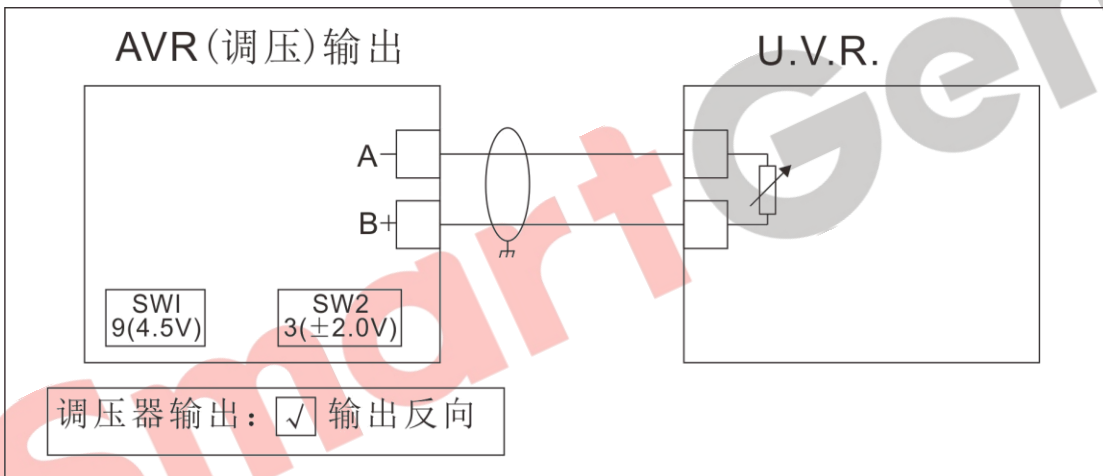 AVR(调压)输出
U.V.R.
A-
B+
SW1
9(4.5V)
SW2
3(±2.0V)
调压器输出：√ 输出反向
SmartGen